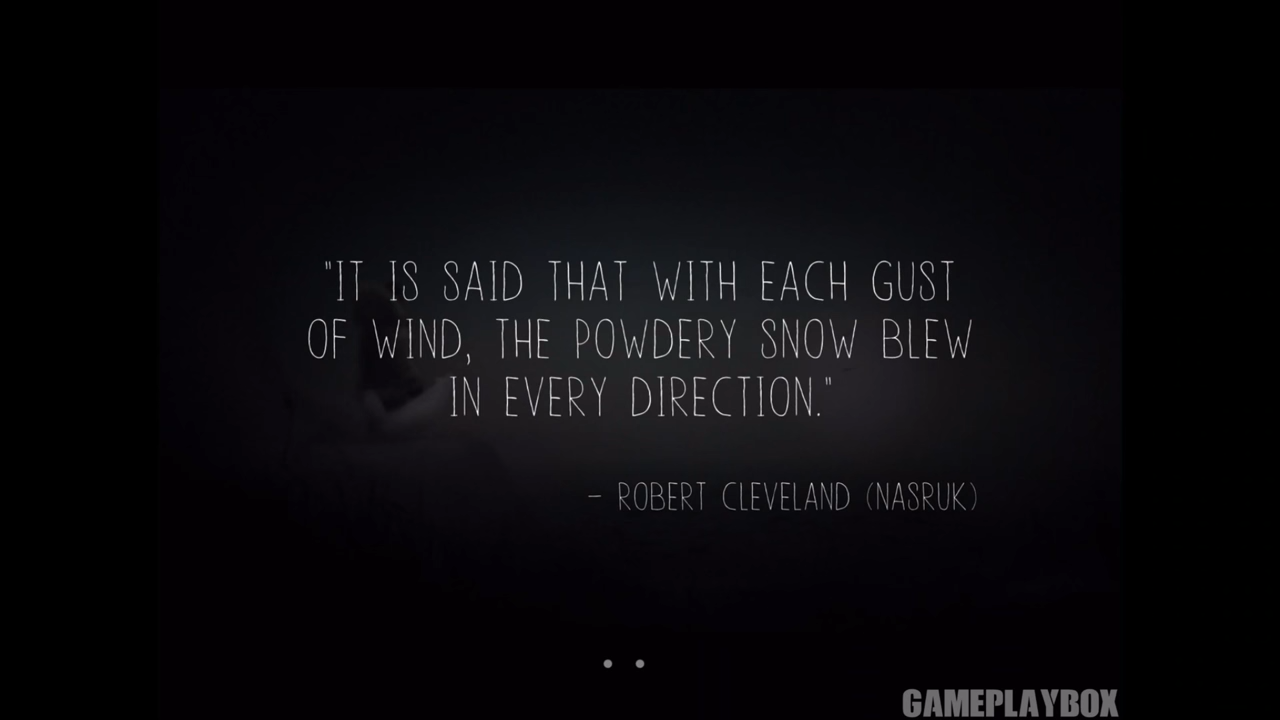 "IT IS SAID THAT WITH EACH GUST
OF WIND, THE POWDERY SNOW BLEW
IN EVERY DIRECTION."
- ROBERT CLEVELAND (NASRUK)
GAMEPLAYBOX